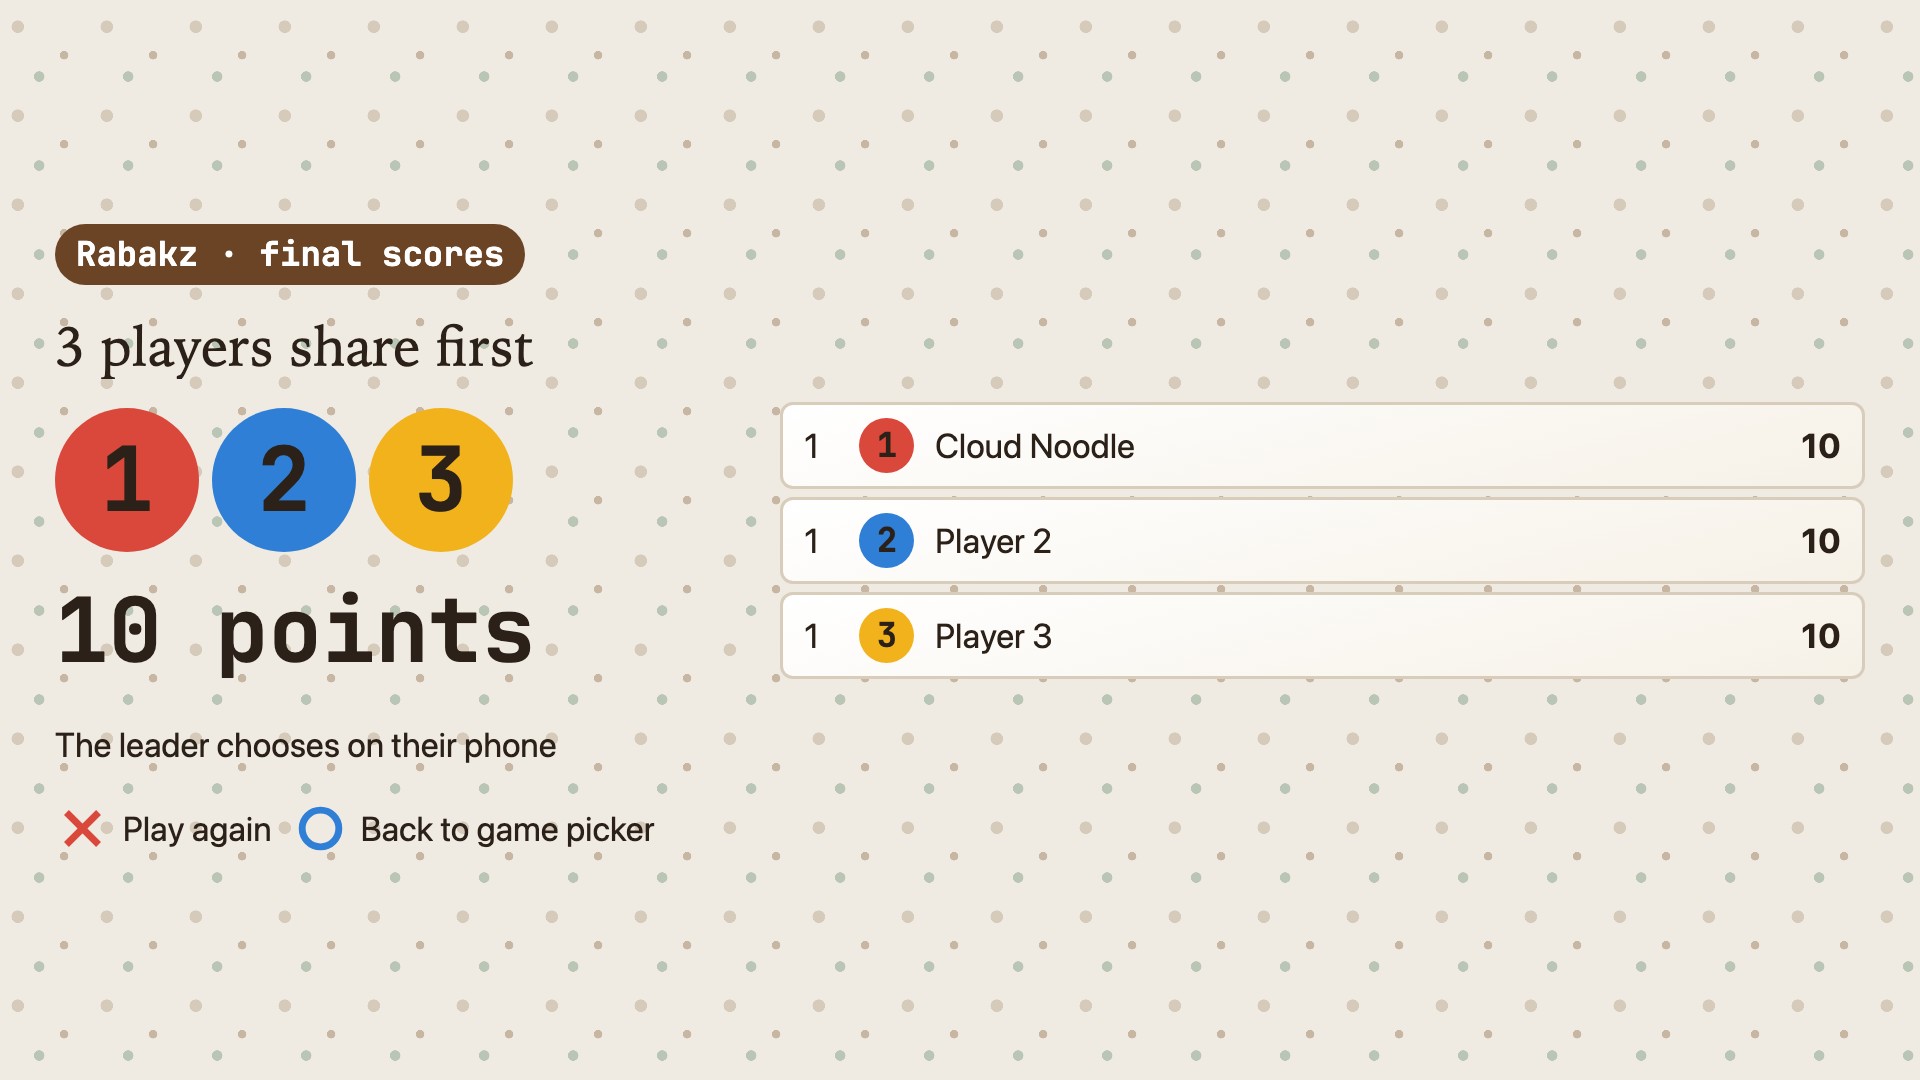 Rabakz · final scores
3 players share first
1 2 3
10 points
The leader chooses on their phone
Play again Back to game picker
1 1 Cloud Noodle 10
1 2 Player 2 10
1 3 Player 3 10